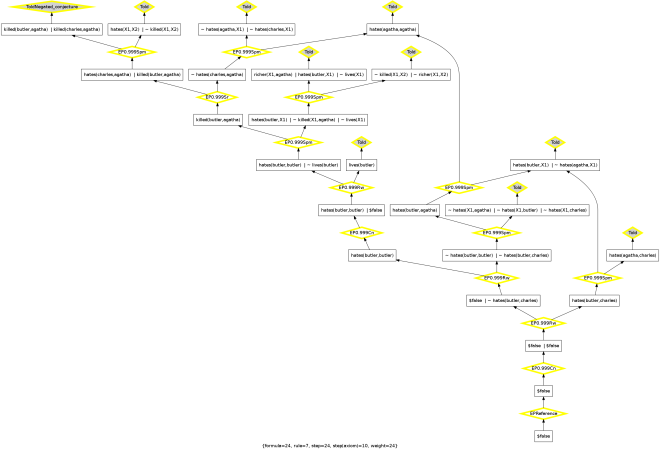 ToldNegated_conjecture
Told
Told
Told
killed(butler,agatha) | killed(charles,agatha)
hates(X1,X2) | ~ killed(X1,X2)
~ hates(agatha,X1) | ~ hates(charles,X1)
hates(agatha,agatha)
EP0.999Spm
EP0.999Spm
Told
Told
hates(charles,agatha) | killed(butler,agatha)
~ hates(charles,agatha)
richer(X1,agatha) | hates(butler,X1) | ~ lives(X1)
~ killed(X1,X2) | ~ richer(X1,X2)
EP0.999Sr
EP0.999Spm
killed(butler,agatha)
hates(butler,X1) | ~ killed(X1,agatha) | ~ lives(X1)
EP0.999Spm
Told
Told
hates(butler,butler) | ~ lives(butler)
lives(butler)
hates(butler,X1) | ~ hates(agatha,X1)
EP0.999Rw
EP0.999Spm
Told
hates(butler,butler) | $false
hates(butler,agatha)
~ hates(X1,agatha) | ~ hates(X1,butler) | ~ hates(X1,charles)
EP0.999Cn
EP0.999Spm
Told
hates(butler,butler)
~ hates(butler,butler) | ~ hates(butler,charles)
hates(agatha,charles)
EP0.999Rw
EP0.999Spm
$false | ~ hates(butler,charles)
hates(butler,charles)
EP0.999Rw
$false | $false
EP0.999Cn
$false
EPReference
$false
{formula=24, rule=7, step=24, step(axiom)=10, weight=24}